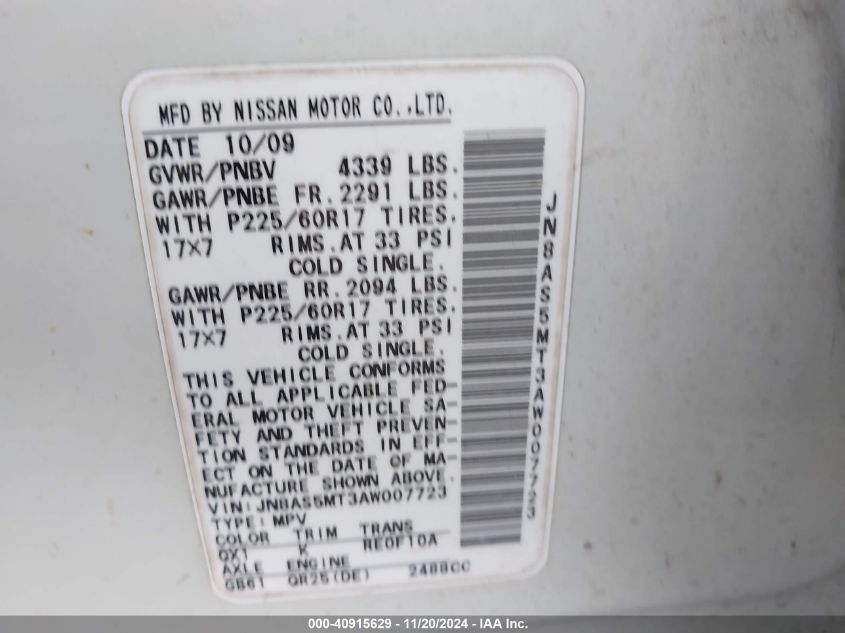 MFD BY NISSAN MOTOR CO.,LTD.
DATE 10/09
GVWR/PNBV 4339 LBS.
GAWR/PNBE FR. 2291 LBS.
WITH P225/60R17 TIRES.
17X7 RIMS.AT 33 PSI
COLD SINGLE.
GAWR/PNBE RR. 2094 LBS.
WITH P225/60R17 TIRES.
17X7 RIMS.AT 33 PSI
COLD SINGLE.
THIS VEHICLE CONFORMS
TO ALL APPLICABLE FED-
ERAL MOTOR VEHICLE SA-
FETY AND THEFT PREVEN-
TION STANDARDS IN EFF-
ECT ON THE DATE OF MA-
NUFACTURE SHOWN ABOVE.
VIN:JN8AS5MT3AW007723
TYPE:MPV
COLOR TRIM TRANS
QX1 K RE0F10A
AXLE ENGINE
GB61 QR25(DE) 2488CC
JN8AS5MT3AW007723
000-40915629 - 11/20/2024 - IAA Inc.